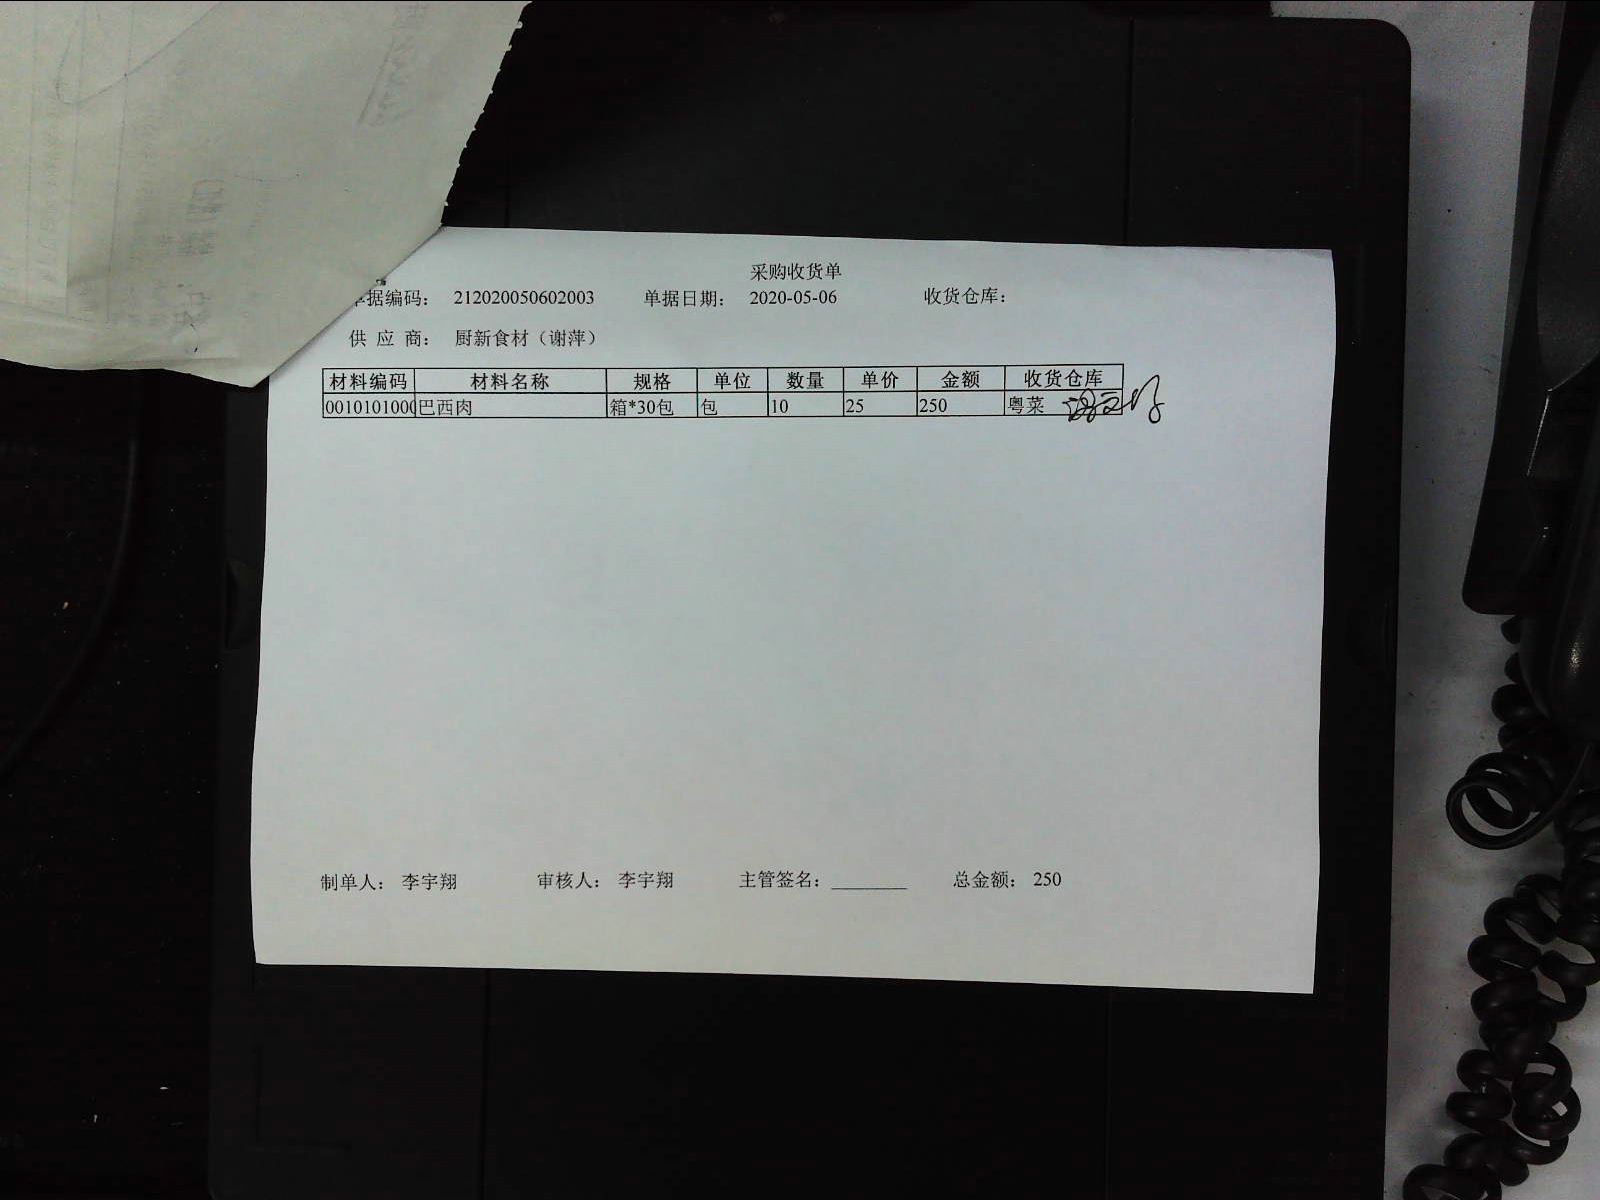 采购收货单
单据编码： 212020050602003 单据日期： 2020-05-06 收货仓库：
供 应 商： 厨新食材（谢萍）
材料编码 材料名称 规格 单位 数量 单价 金额 收货仓库
0010101000 巴西肉 箱*30包 包 10 25 250 粤菜
制单人： 李宇翔 审核人： 李宇翔 主管签名：________ 总金额： 250